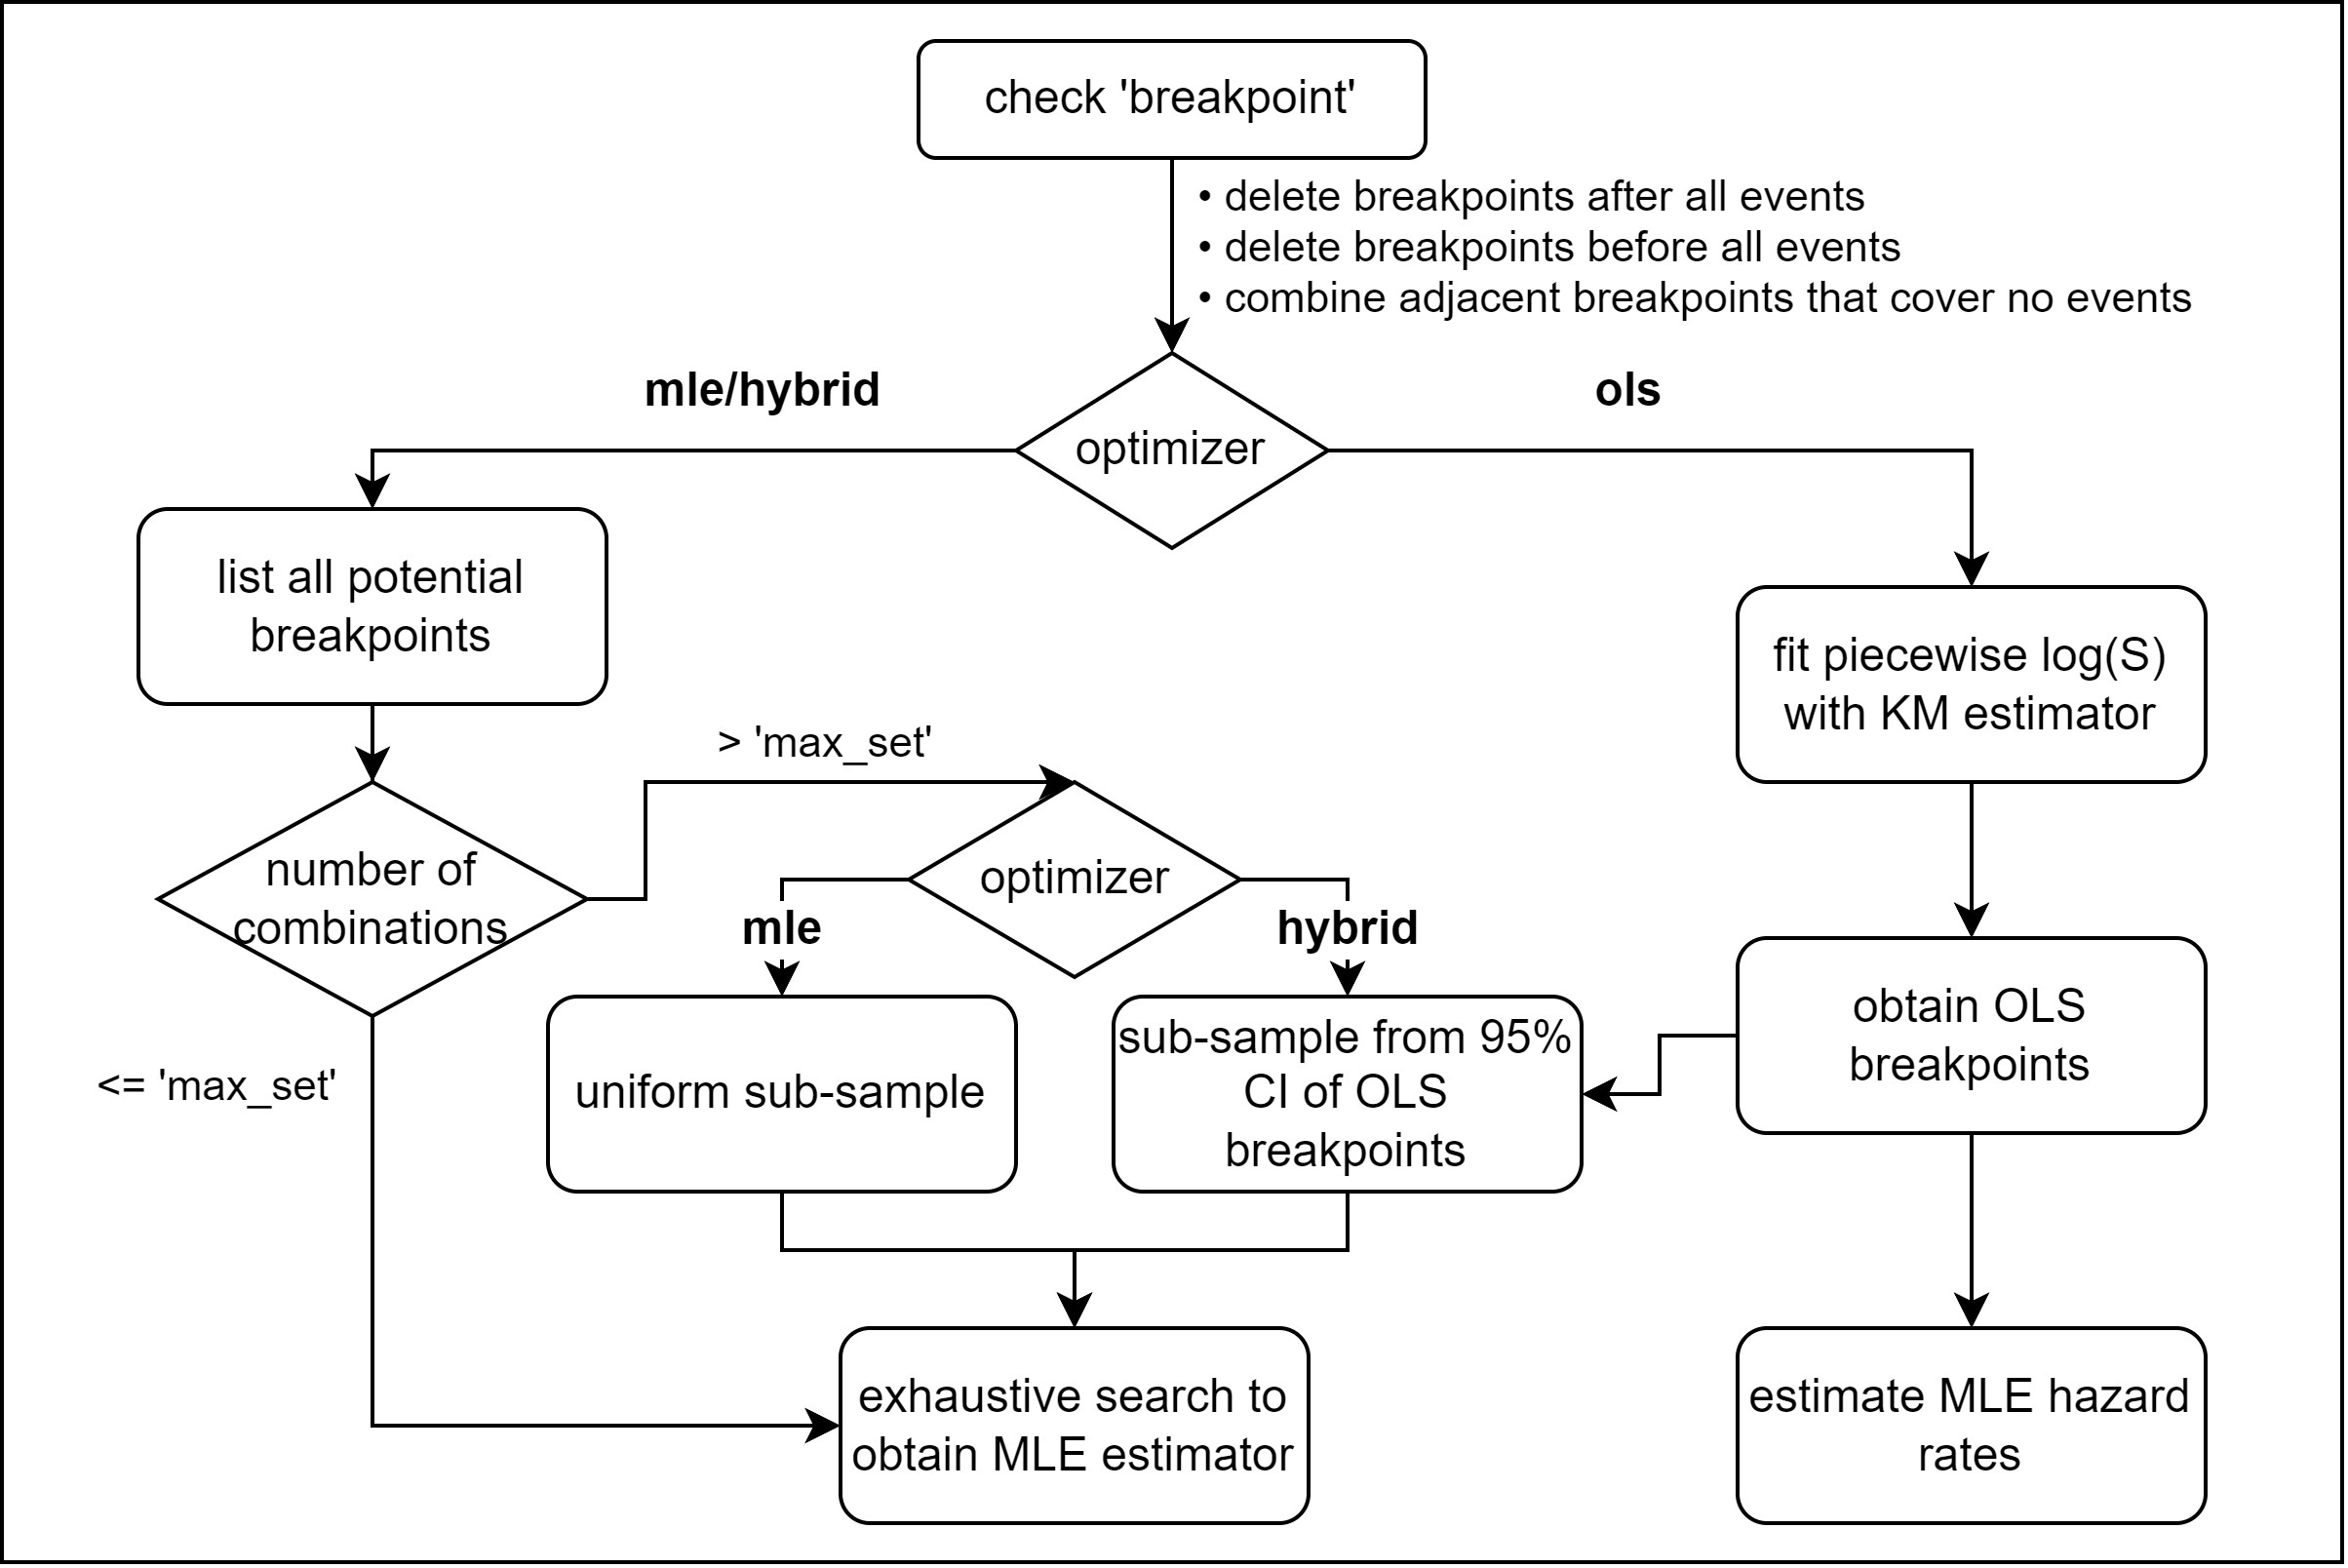 check 'breakpoint'
• delete breakpoints after all events
• delete breakpoints before all events
• combine adjacent breakpoints that cover no events
mle/hybrid
ols
optimizer
list all potential
breakpoints
fit piecewise log(S)
with KM estimator
> 'max_set'
number of
combinations
optimizer
mle
hybrid
<= 'max_set'
uniform sub-sample
sub-sample from 95%
CI of OLS
breakpoints
obtain OLS
breakpoints
exhaustive search to
obtain MLE estimator
estimate MLE hazard
rates